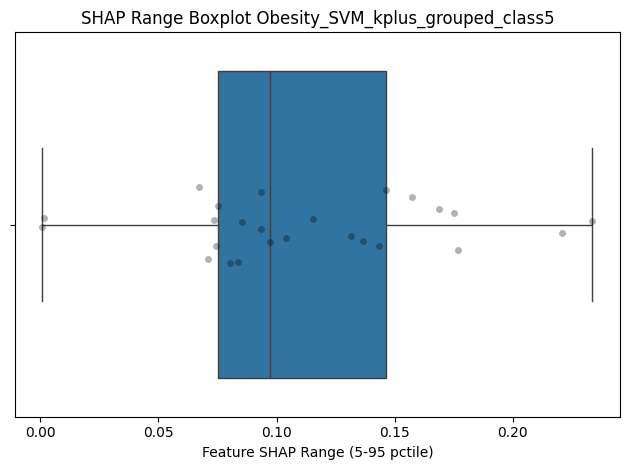 SHAP Range Boxplot Obesity_SVM_kplus_grouped_class5
0.00 0.05 0.10 0.15 0.20
Feature SHAP Range (5-95 pctile)